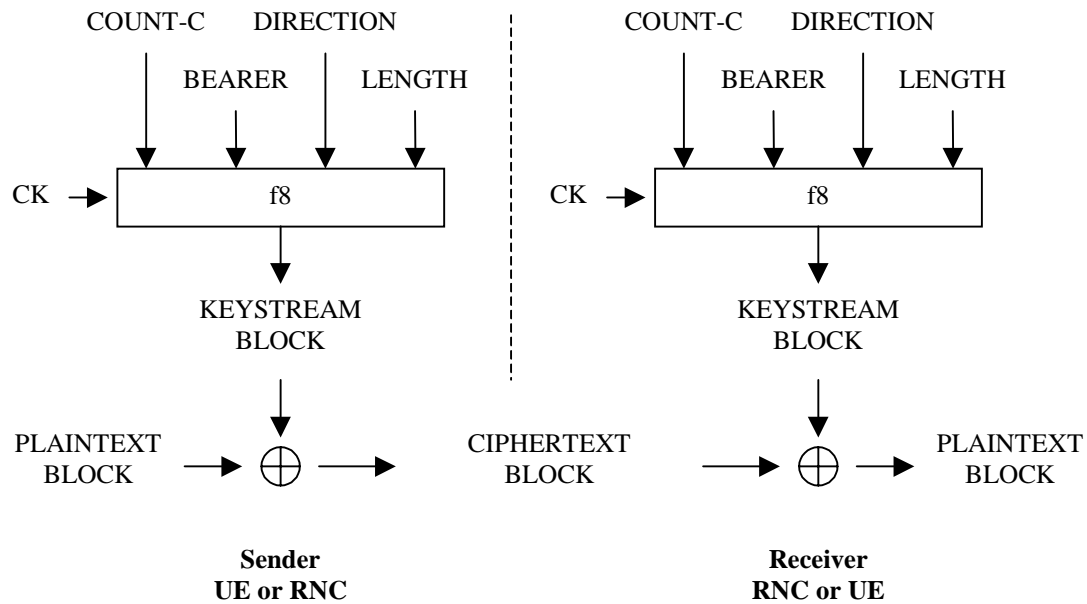 COUNT-C DIRECTION
BEARER LENGTH
CK f8
KEYSTREAM
BLOCK
PLAINTEXT
BLOCK
CIPHERTEXT
BLOCK
Sender
UE or RNC
COUNT-C DIRECTION
BEARER LENGTH
CK f8
KEYSTREAM
BLOCK
PLAINTEXT
BLOCK
Receiver
RNC or UE